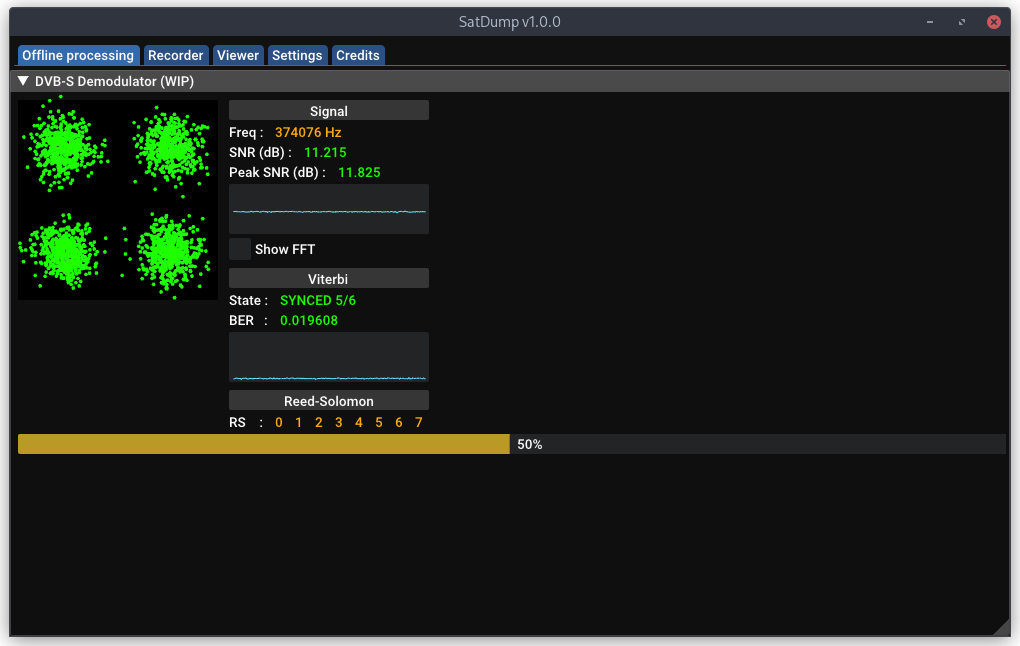 SatDump v1.0.0
Offline processing Recorder Viewer Settings Credits
DVB-S Demodulator (WIP)
Signal
Freq : 374076 Hz
SNR (dB) : 11.215
Peak SNR (dB) : 11.825
Show FFT
Viterbi
State : SYNCED 5/6
BER : 0.019608
Reed-Solomon
RS : 0 1 2 3 4 5 6 7
50%